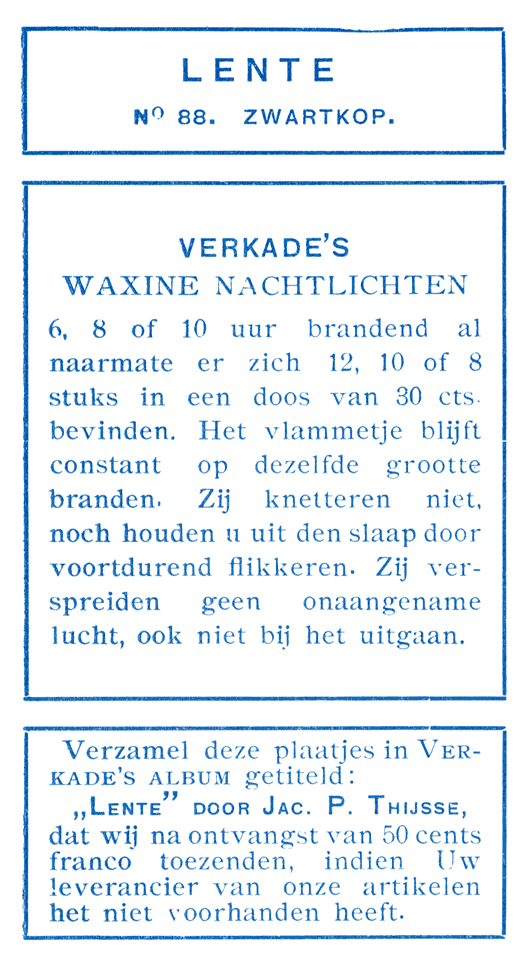 LENTE
Nº 88. ZWARTKOP.
VERKADE'S
WAXINE NACHTLICHTEN
6, 8 of 10 uur brandend al
naarmate er zich 12, 10 of 8
stuks in een doos van 30 cts.
bevinden. Het vlammetje blijft
constant op dezelfde grootte
branden. Zij knetteren niet,
noch houden u uit den slaap door
voortdurend flikkeren. Zij ver-
spreiden geen onaangename
lucht, ook niet bij het uitgaan.
Verzamel deze plaatjes in VER-
KADE'S ALBUM getiteld:
„LENTE” DOOR JAC. P. THIJSSE,
dat wij na ontvangst van 50 cents
franco toezenden, indien Uw
leverancier van onze artikelen
het niet voorhanden heeft.